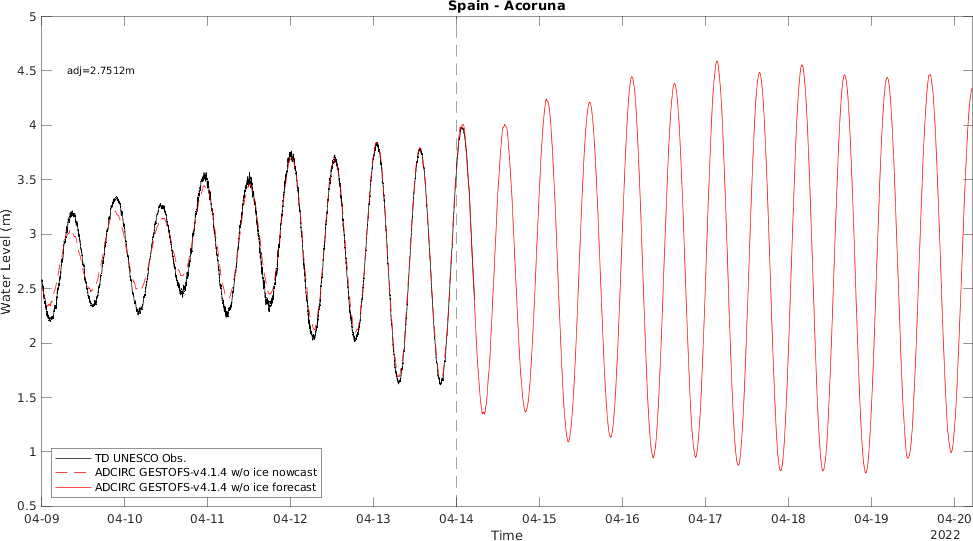 Spain - Acoruna
5
4.5
4
3.5
3
2.5
2
1.5
1
0.5
Water Level (m)
adj=2.7512m
TD UNESCO Obs.
ADCIRC GESTOFS-v4.1.4 w/o ice nowcast
ADCIRC GESTOFS-v4.1.4 w/o ice forecast
04-09 04-10 04-11 04-12 04-13 04-14 04-15 04-16 04-17 04-18 04-19 04-20
Time
2022